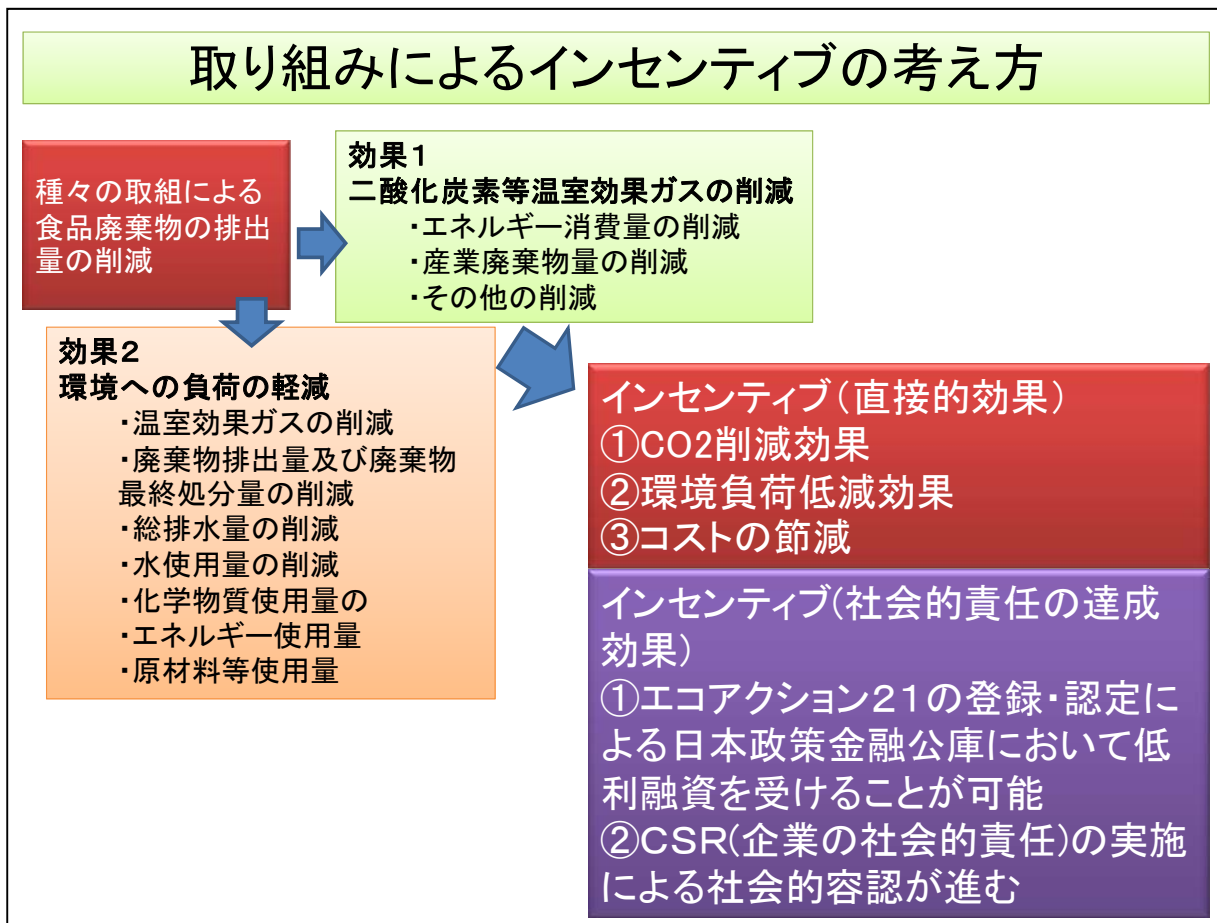 取り組みによるインセンティブの考え方
種々の取組による
食品廃棄物の排出
量の削減
効果１
二酸化炭素等温室効果ガスの削減
・エネルギー消費量の削減
・産業廃棄物量の削減
・その他の削減
効果２
環境への負荷の軽減
・温室効果ガスの削減
・廃棄物排出量及び廃棄物
最終処分量の削減
・総排水量の削減
・水使用量の削減
・化学物質使用量の
・エネルギー使用量
・原材料等使用量
インセンティブ（直接的効果）
①CO2削減効果
②環境負荷低減効果
③コストの節減
インセンティブ(社会的責任の達成
効果）
①エコアクション２１の登録・認定に
よる日本政策金融公庫において低
利融資を受けることが可能
②CSR(企業の社会的責任)の実施
による社会的容認が進む